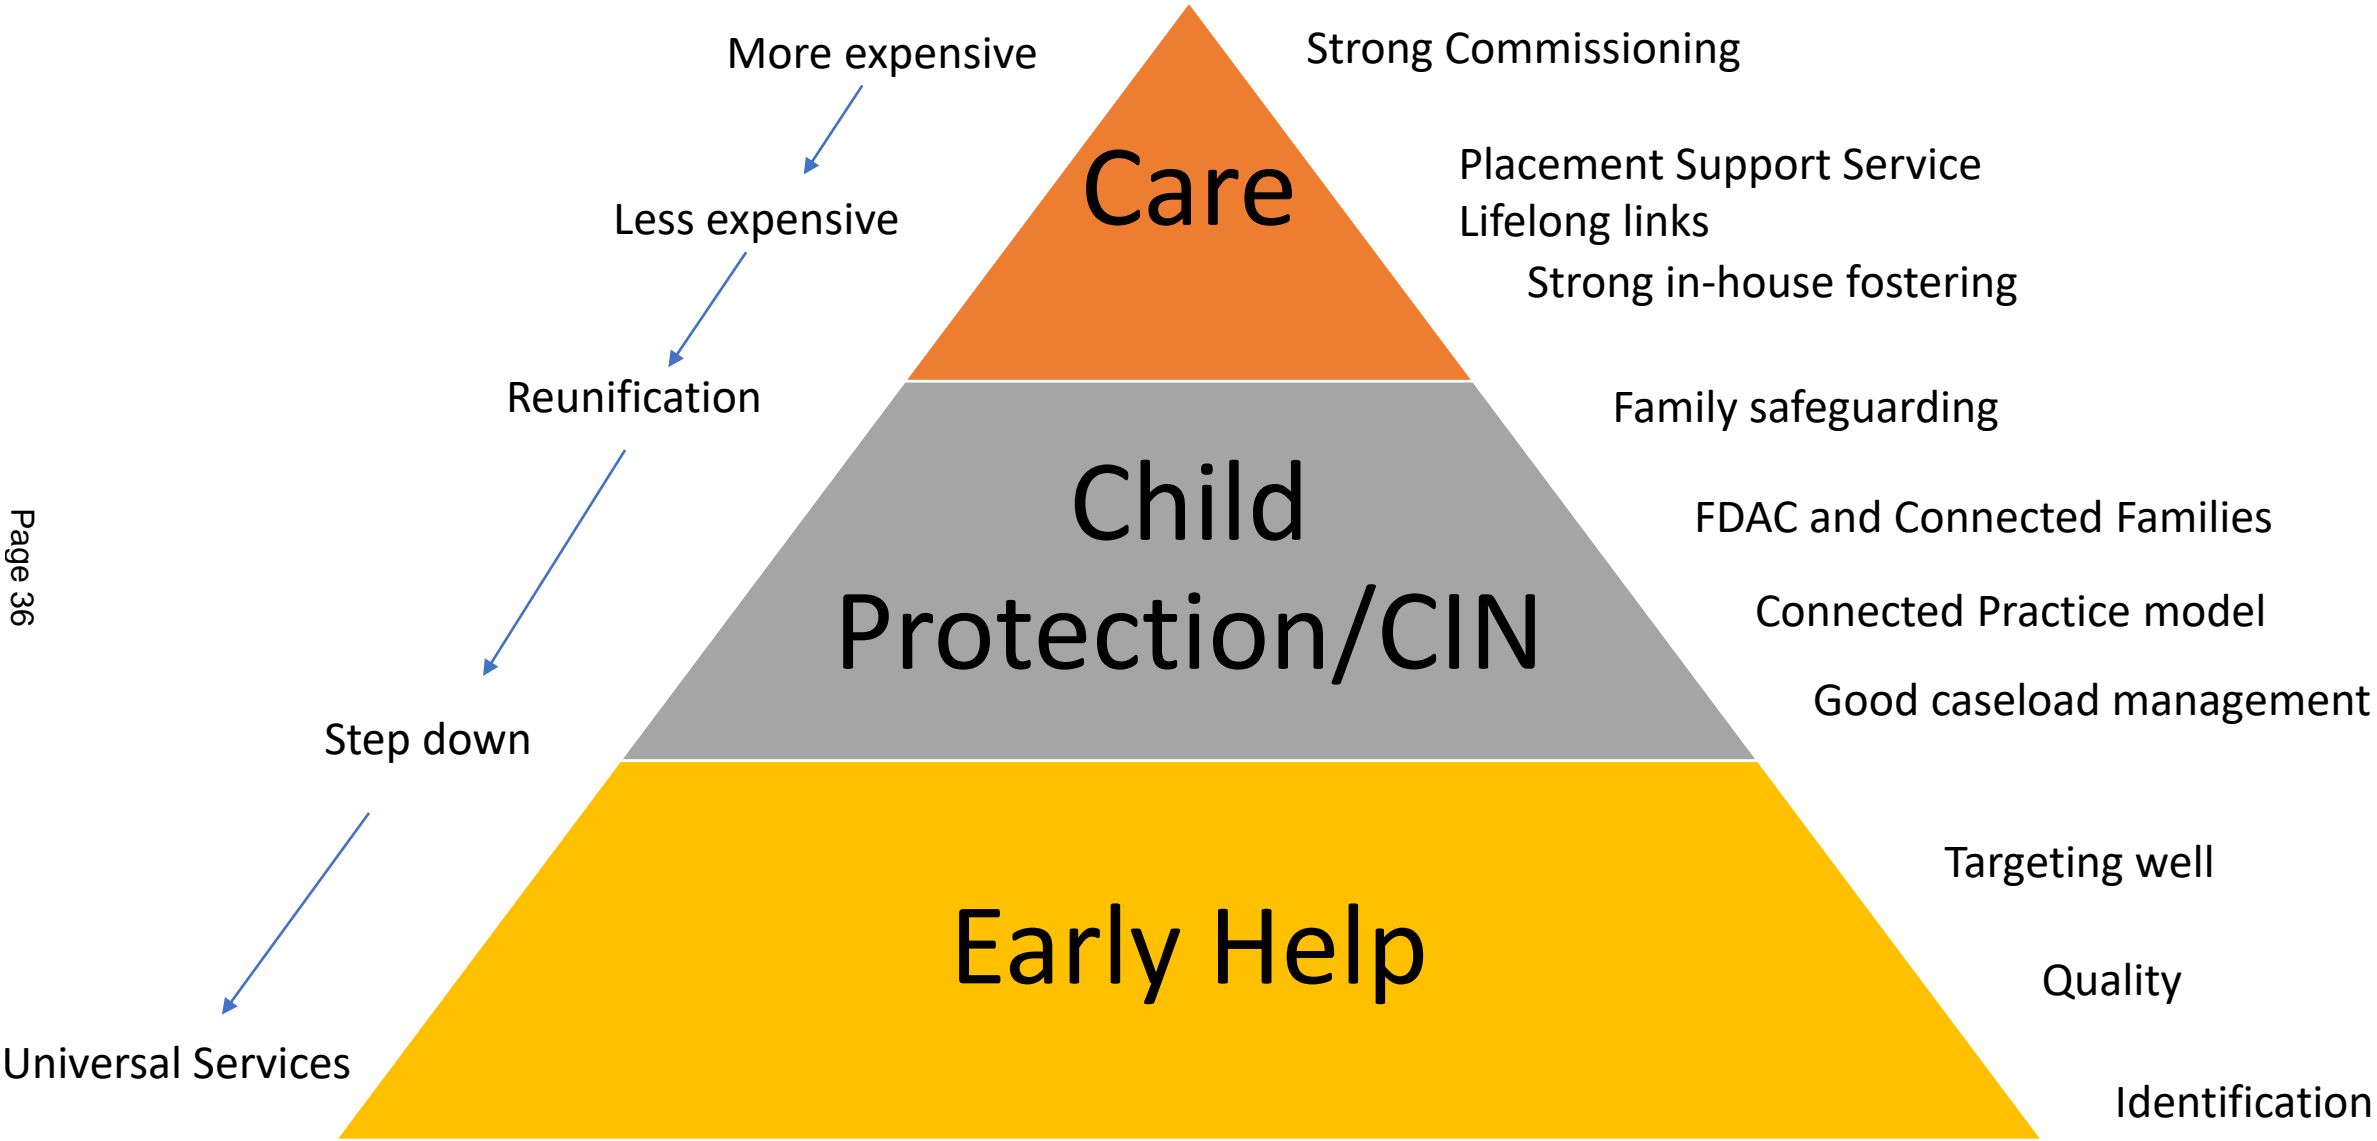 More expensive
Less expensive
Reunification
Step down
Universal Services
Care
Child
Protection/CIN
Early Help
Strong Commissioning
Placement Support Service
Lifelong links
Strong in-house fostering
Family safeguarding
FDAC and Connected Families
Connected Practice model
Good caseload management
Targeting well
Quality
Identification
Page 36